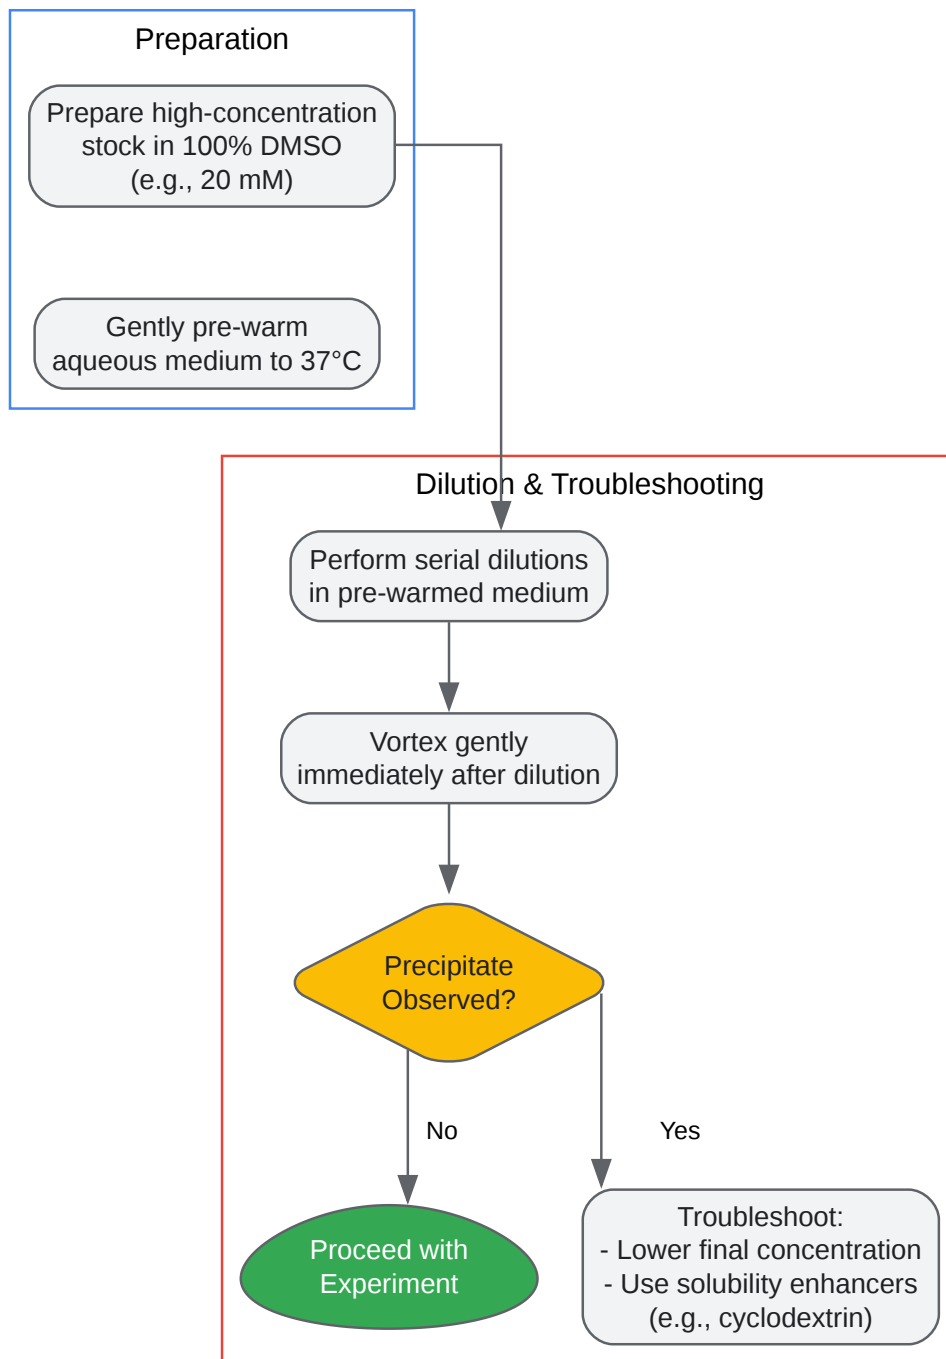 Preparation
Prepare high-concentration
stock in 100% DMSO
(e.g., 20 mM)
Gently pre-warm
aqueous medium to 37°C
Dilution & Troubleshooting
Perform serial dilutions
in pre-warmed medium
Vortex gently
immediately after dilution
Precipitate
Observed?
No
Yes
Proceed with
Experiment
Troubleshoot:
- Lower final concentration
- Use solubility enhancers
(e.g., cyclodextrin)